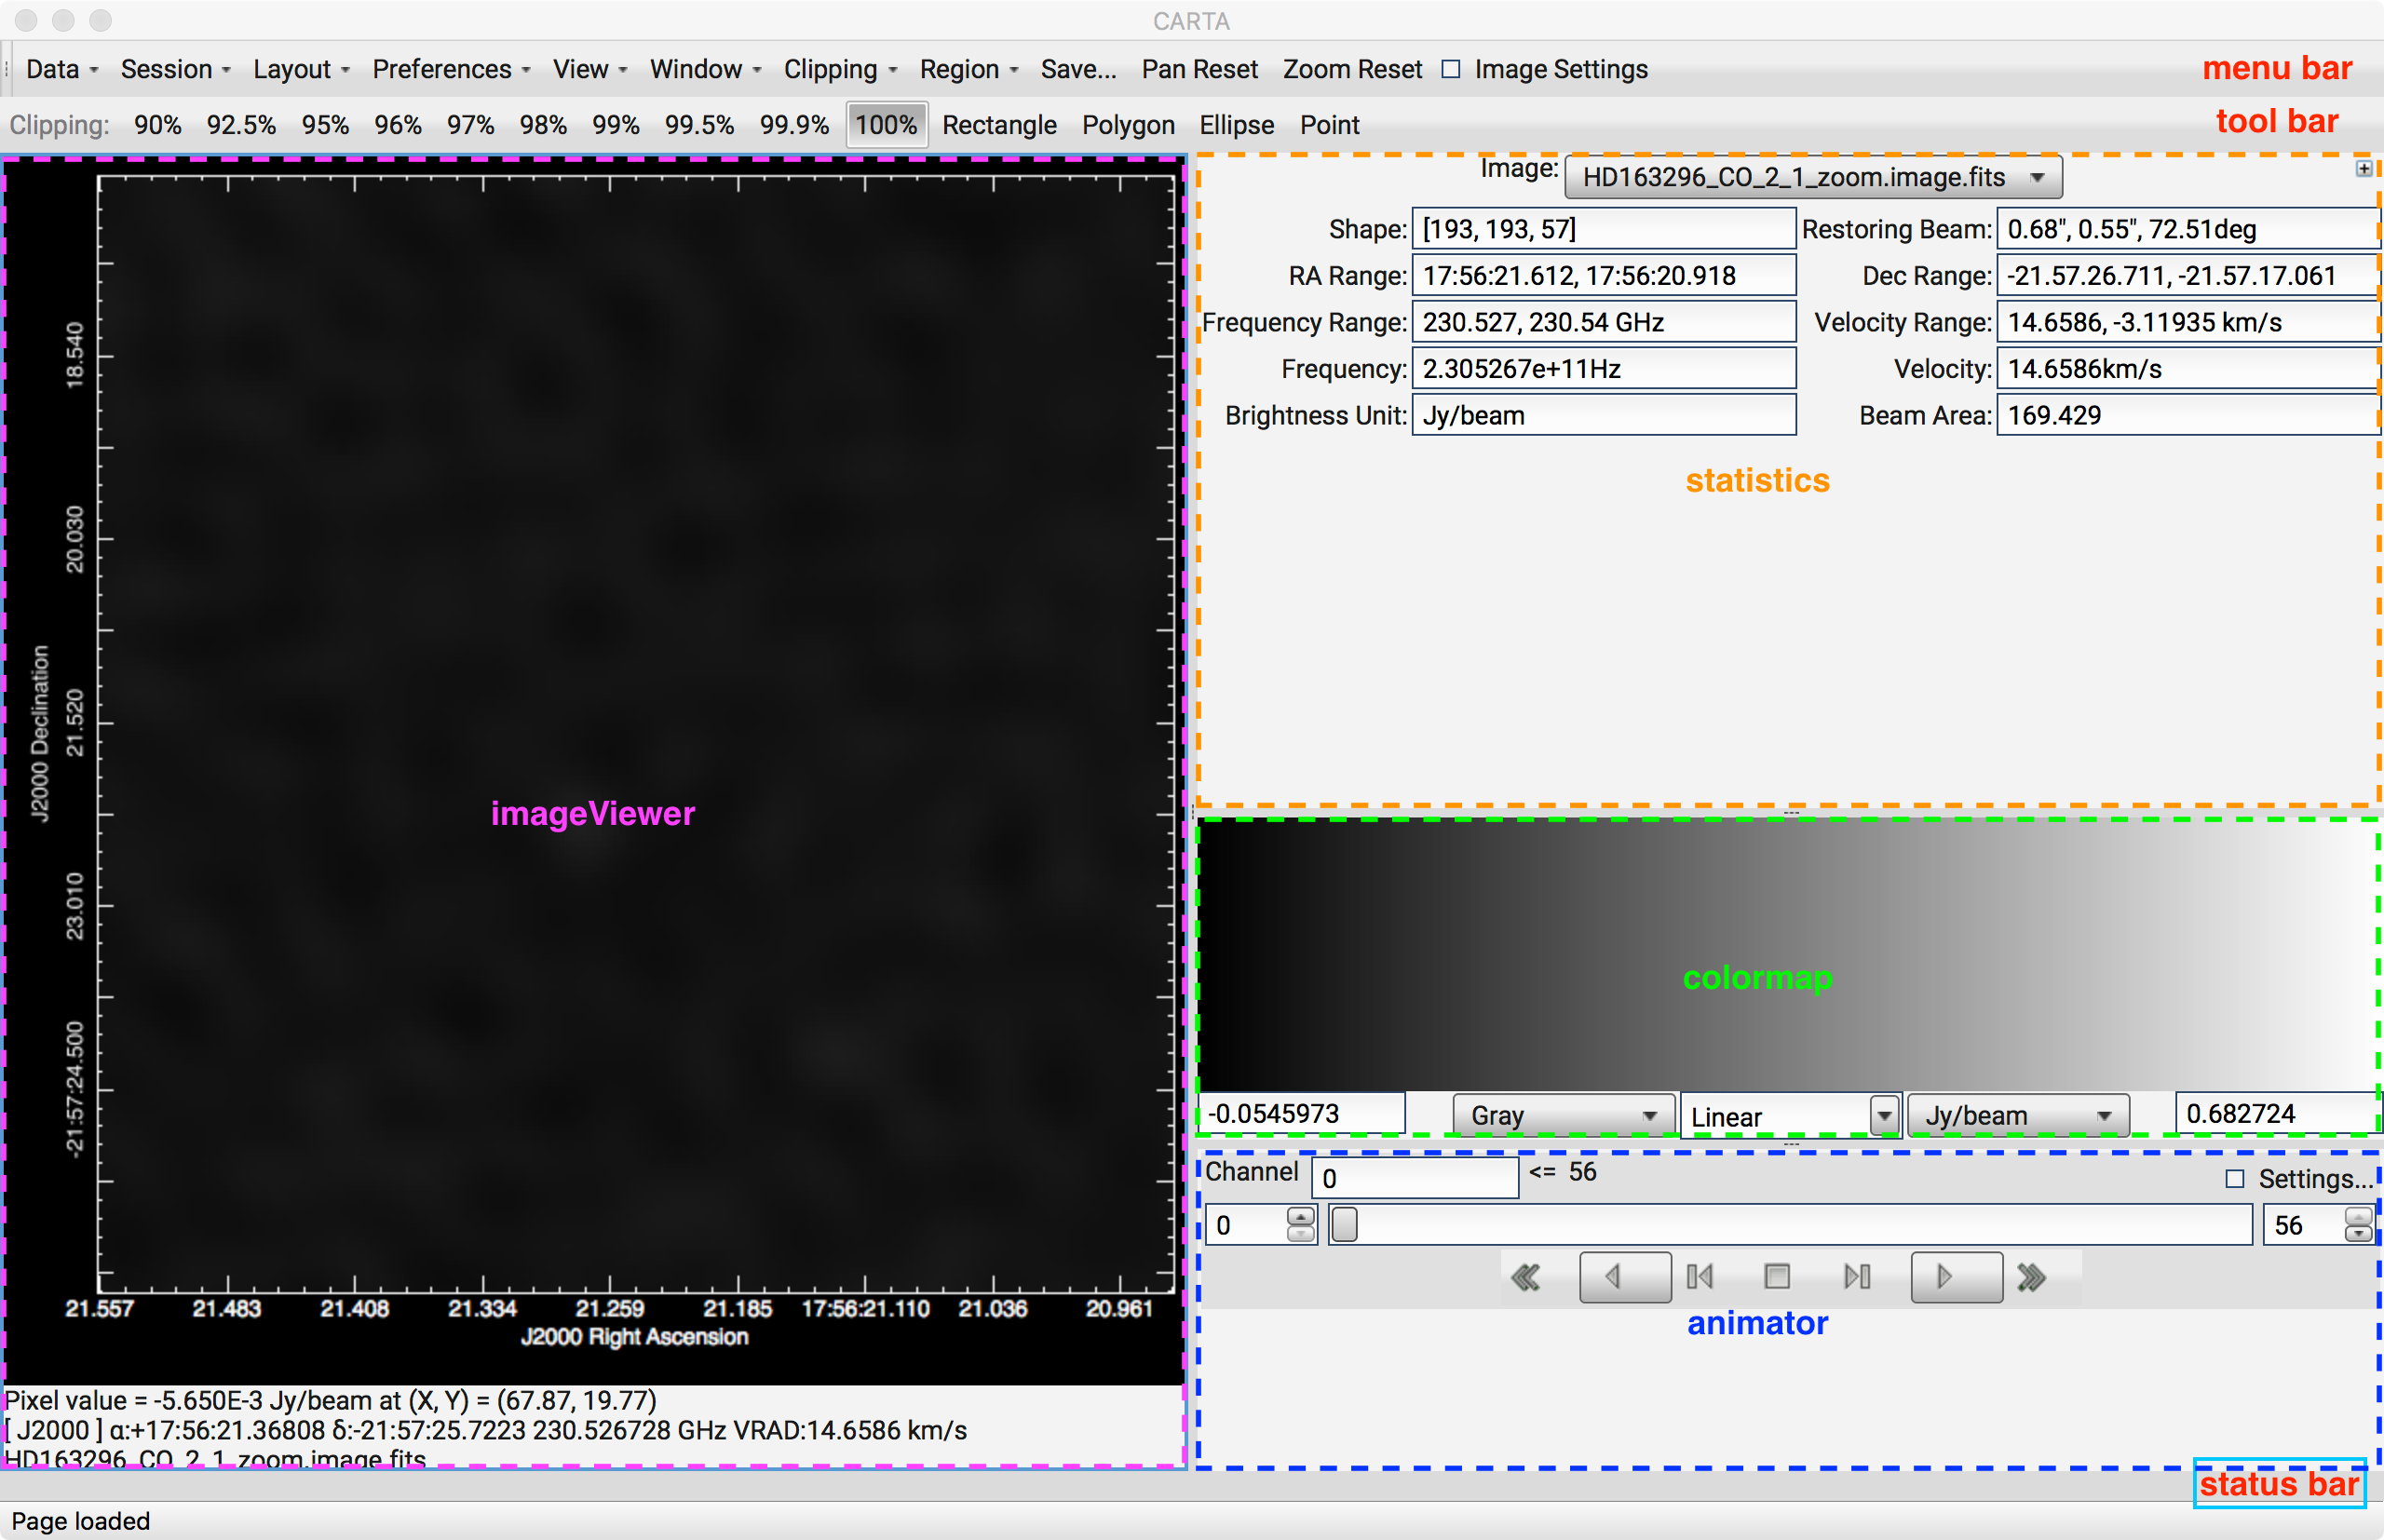 CARTA
Data Session Layout Preferences View Window Clipping Region Save... Pan Reset Zoom Reset Image Settings
menu bar
Clipping: 90% 92.5% 95% 96% 97% 98% 99% 99.5% 99.9% 100% Rectangle Polygon Ellipse Point
tool bar
J2000 Declination
18.540
20.030
21.520
23.010
-21:57:24.500
imageViewer
21.557 21.483 21.408 21.334 21.259 21.185 17:56:21.110 21.036 20.961
J2000 Right Ascension
Pixel value = -5.650E-3 Jy/beam at (X, Y) = (67.87, 19.77)
[ J2000 ] α:+17:56:21.36808 δ:-21:57:25.7223 230.526728 GHz VRAD:14.6586 km/s
HD163296_CO_2_1_zoom.image.fits
Image: HD163296_CO_2_1_zoom.image.fits
Shape: [193, 193, 57] Restoring Beam: 0.68", 0.55", 72.51deg
RA Range: 17:56:21.612, 17:56:20.918 Dec Range: -21.57.26.711, -21.57.17.061
Frequency Range: 230.527, 230.54 GHz Velocity Range: 14.6586, -3.11935 km/s
Frequency: 2.305267e+11Hz Velocity: 14.6586km/s
Brightness Unit: Jy/beam Beam Area: 169.429
statistics
colormap
-0.0545973 Gray Linear Jy/beam 0.682724
Channel 0 <= 56 Settings...
0 56
animator
status bar
Page loaded